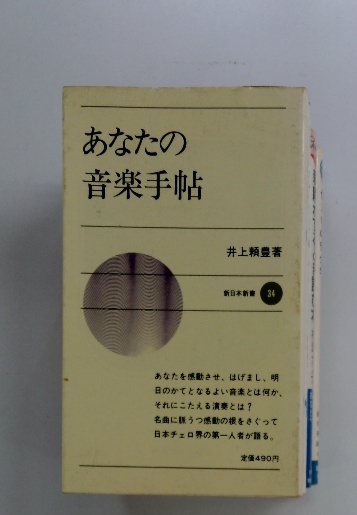 あなたの
音楽手帖
井上頼豊著
新日本新書 34
あなたを感動させ、はげまし、明
日のかてとなるよい音楽とは何か、
それにこたえる演奏とは？
名曲に脈うつ感動の根をさぐって
日本チェロ界の第一人者が語る。
定価490円